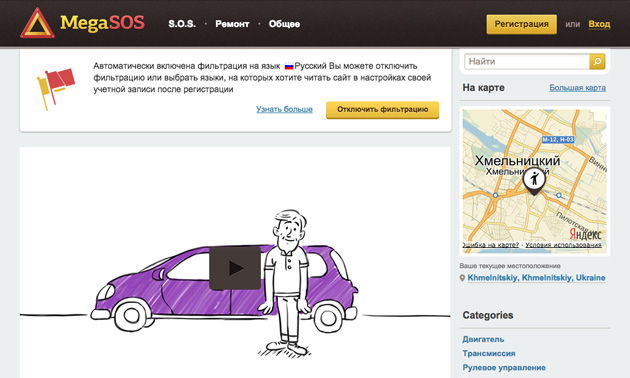 MegaSOS
S.O.S. · Ремонт · Общее
Регистрация или Вход
Автоматически включена фильтрация на язык Русский Вы можете отключить
фильтрацию или выбрать языки, на которых хотите читать сайт в настройках своей
учетной записи после регистрации
Узнать больше Отключить фильтрацию
Найти
На карте Большая карта
М-12, Н-03
Хмельницкий
Винн
Пилотская
Яндекс
Ошибка на карте? · Условия использования
Ваше текущее местоположение
Khmelnitskiy, Khmelnitskiy, Ukraine
Categories
Двигатель
Трансмиссия
Рулевое управление